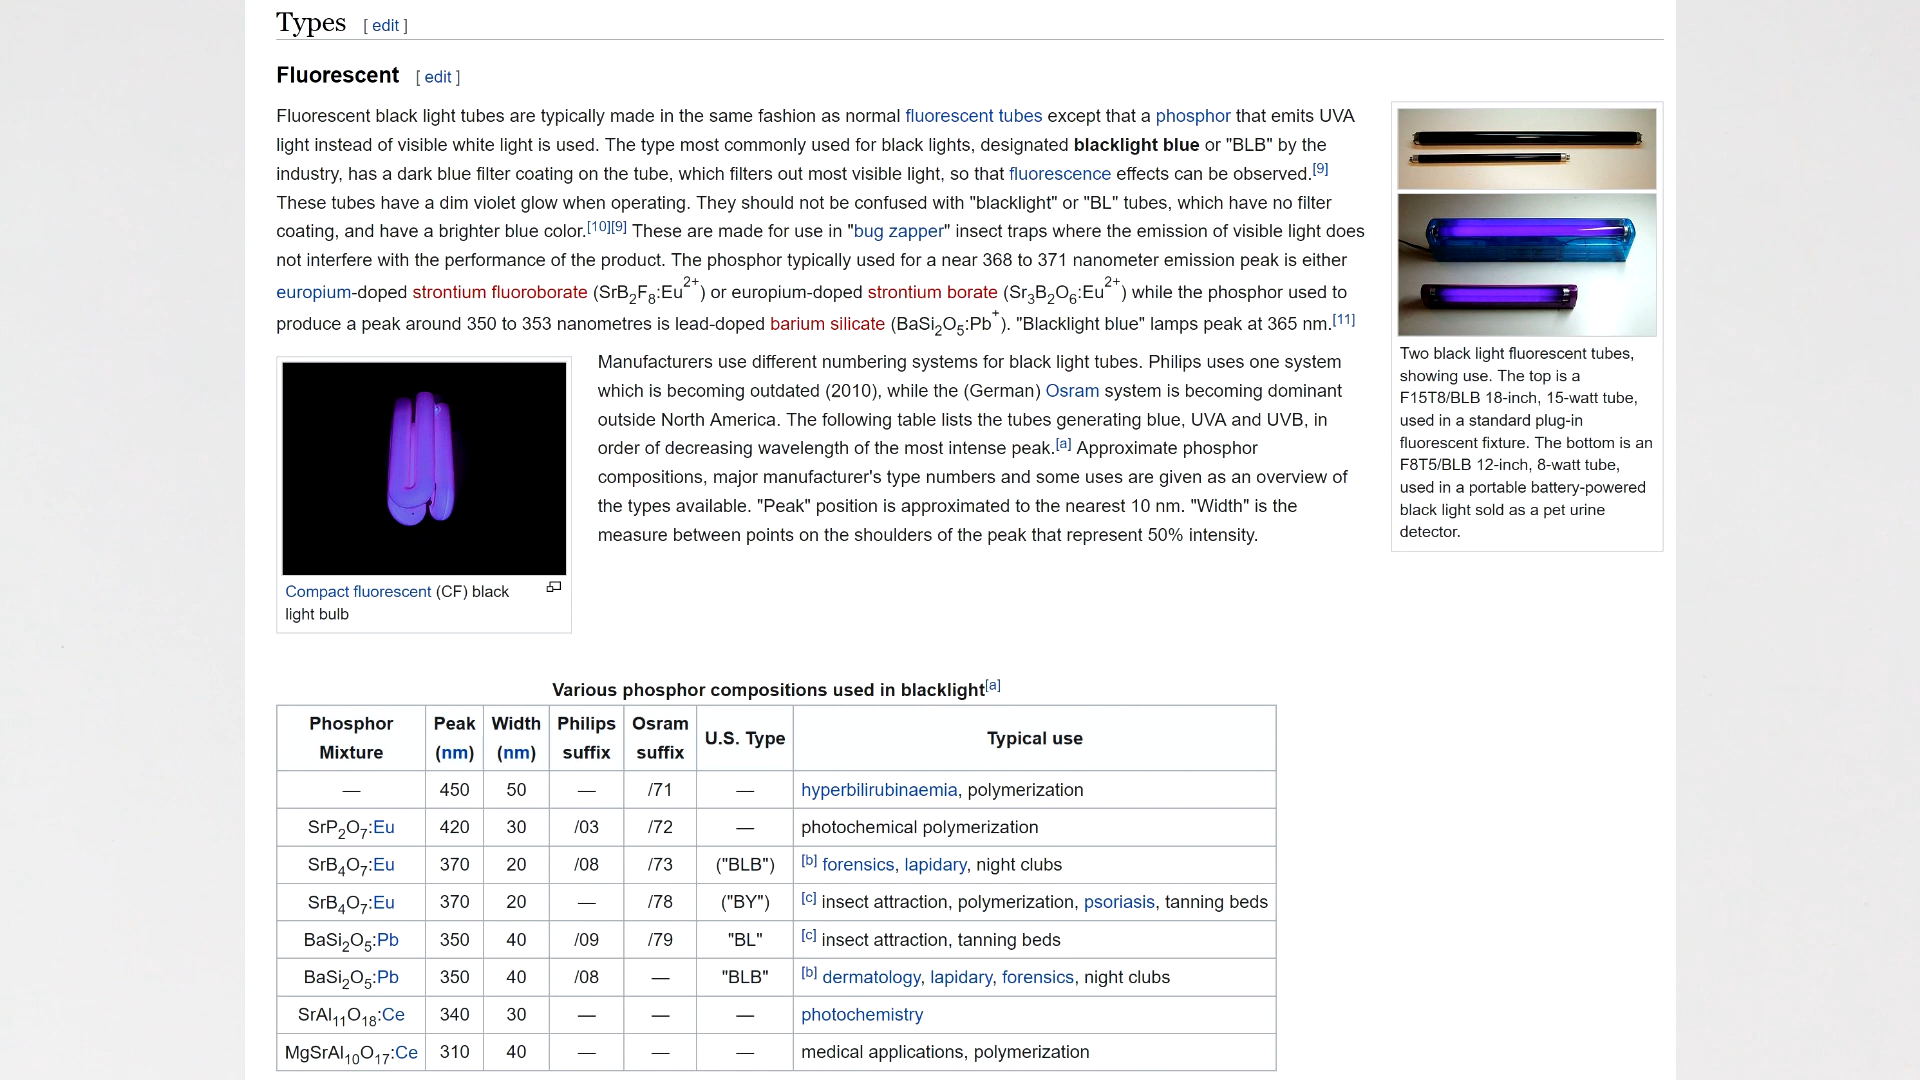 Types [ edit ]
Fluorescent [ edit ]
Fluorescent black light tubes are typically made in the same fashion as normal fluorescent tubes except that a phosphor that emits UVA
light instead of visible white light is used. The type most commonly used for black lights, designated blacklight blue or "BLB" by the
industry, has a dark blue filter coating on the tube, which filters out most visible light, so that fluorescence effects can be observed.[9]
These tubes have a dim violet glow when operating. They should not be confused with "blacklight" or "BL" tubes, which have no filter
coating, and have a brighter blue color.[10][9] These are made for use in "bug zapper" insect traps where the emission of visible light does
not interfere with the performance of the product. The phosphor typically used for a near 368 to 371 nanometer emission peak is either
europium-doped strontium fluoroborate (SrB₂F₈:Eu²⁺) or europium-doped strontium borate (Sr₃B₂O₆:Eu²⁺) while the phosphor used to
produce a peak around 350 to 353 nanometres is lead-doped barium silicate (BaSi₂O₅:Pb⁺). "Blacklight blue" lamps peak at 365 nm.[11]
Two black light fluorescent tubes,
showing use. The top is a
F15T8/BLB 18-inch, 15-watt tube,
used in a standard plug-in
fluorescent fixture. The bottom is an
F8T5/BLB 12-inch, 8-watt tube,
used in a portable battery-powered
black light sold as a pet urine
detector.
Compact fluorescent (CF) black
light bulb
Manufacturers use different numbering systems for black light tubes. Philips uses one system
which is becoming outdated (2010), while the (German) Osram system is becoming dominant
outside North America. The following table lists the tubes generating blue, UVA and UVB, in
order of decreasing wavelength of the most intense peak.[a] Approximate phosphor
compositions, major manufacturer's type numbers and some uses are given as an overview of
the types available. "Peak" position is approximated to the nearest 10 nm. "Width" is the
measure between points on the shoulders of the peak that represent 50% intensity.
Various phosphor compositions used in blacklight[a]
Phosphor Mixture Peak (nm) Width (nm) Philips suffix Osram suffix U.S. Type Typical use
— 450 50 — /71 — hyperbilirubinaemia, polymerization
SrP₂O₇:Eu 420 30 /03 /72 — photochemical polymerization
SrB₄O₇:Eu 370 20 /08 /73 ("BLB") [b] forensics, lapidary, night clubs
SrB₄O₇:Eu 370 20 — /78 ("BY") [c] insect attraction, polymerization, psoriasis, tanning beds
BaSi₂O₅:Pb 350 40 /09 /79 "BL" [c] insect attraction, tanning beds
BaSi₂O₅:Pb 350 40 /08 — "BLB" [b] dermatology, lapidary, forensics, night clubs
SrAl₁₁O₁₈:Ce 340 30 — — — photochemistry
MgSrAl₁₀O₁₇:Ce 310 40 — — — medical applications, polymerization